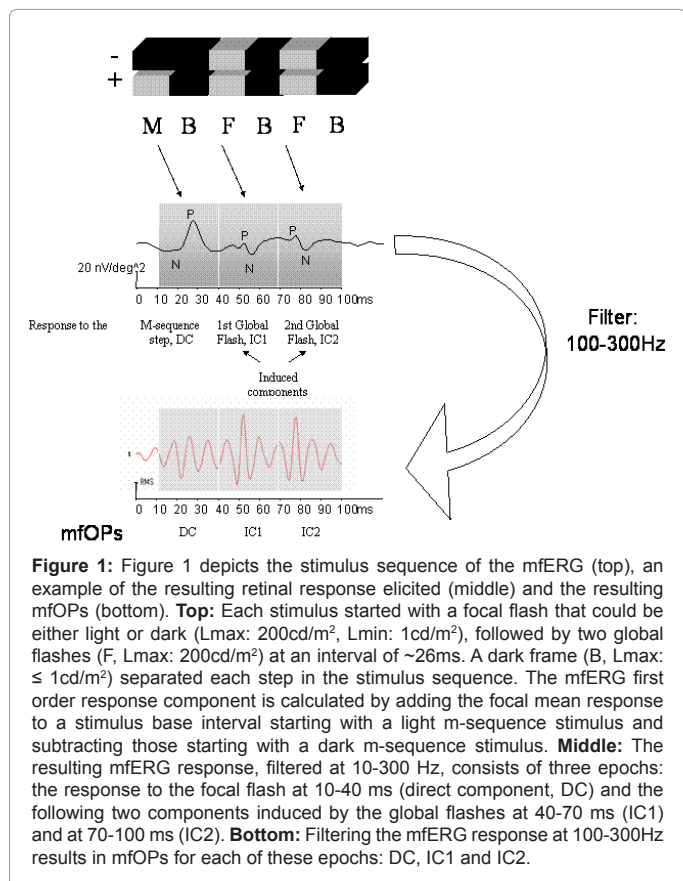 -
+
M B F B F B
P
P
P
N
N
N
20 nV/deg^2
0 10 20 30 40 50 60 70 80 90 100ms
Response to the
M-sequence step, DC
1st Global Flash, IC1
2nd Global Flash, IC2
Induced components
Filter:
100-300Hz
RMS
0 10 20 30 40 50 60 70 80 90 100ms
mfOPs
DC IC1 IC2
Figure 1: Figure 1 depicts the stimulus sequence of the mfERG (top), an
example of the resulting retinal response elicited (middle) and the resulting
mfOPs (bottom). Top: Each stimulus started with a focal flash that could be
either light or dark (Lmax: 200cd/m², Lmin: 1cd/m²), followed by two global
flashes (F, Lmax: 200cd/m²) at an interval of ~26ms. A dark frame (B, Lmax:
≤ 1cd/m²) separated each step in the stimulus sequence. The mfERG first
order response component is calculated by adding the focal mean response
to a stimulus base interval starting with a light m-sequence stimulus and
subtracting those starting with a dark m-sequence stimulus. Middle: The
resulting mfERG response, filtered at 10-300 Hz, consists of three epochs:
the response to the focal flash at 10-40 ms (direct component, DC) and the
following two components induced by the global flashes at 40-70 ms (IC1)
and at 70-100 ms (IC2). Bottom: Filtering the mfERG response at 100-300Hz
results in mfOPs for each of these epochs: DC, IC1 and IC2.